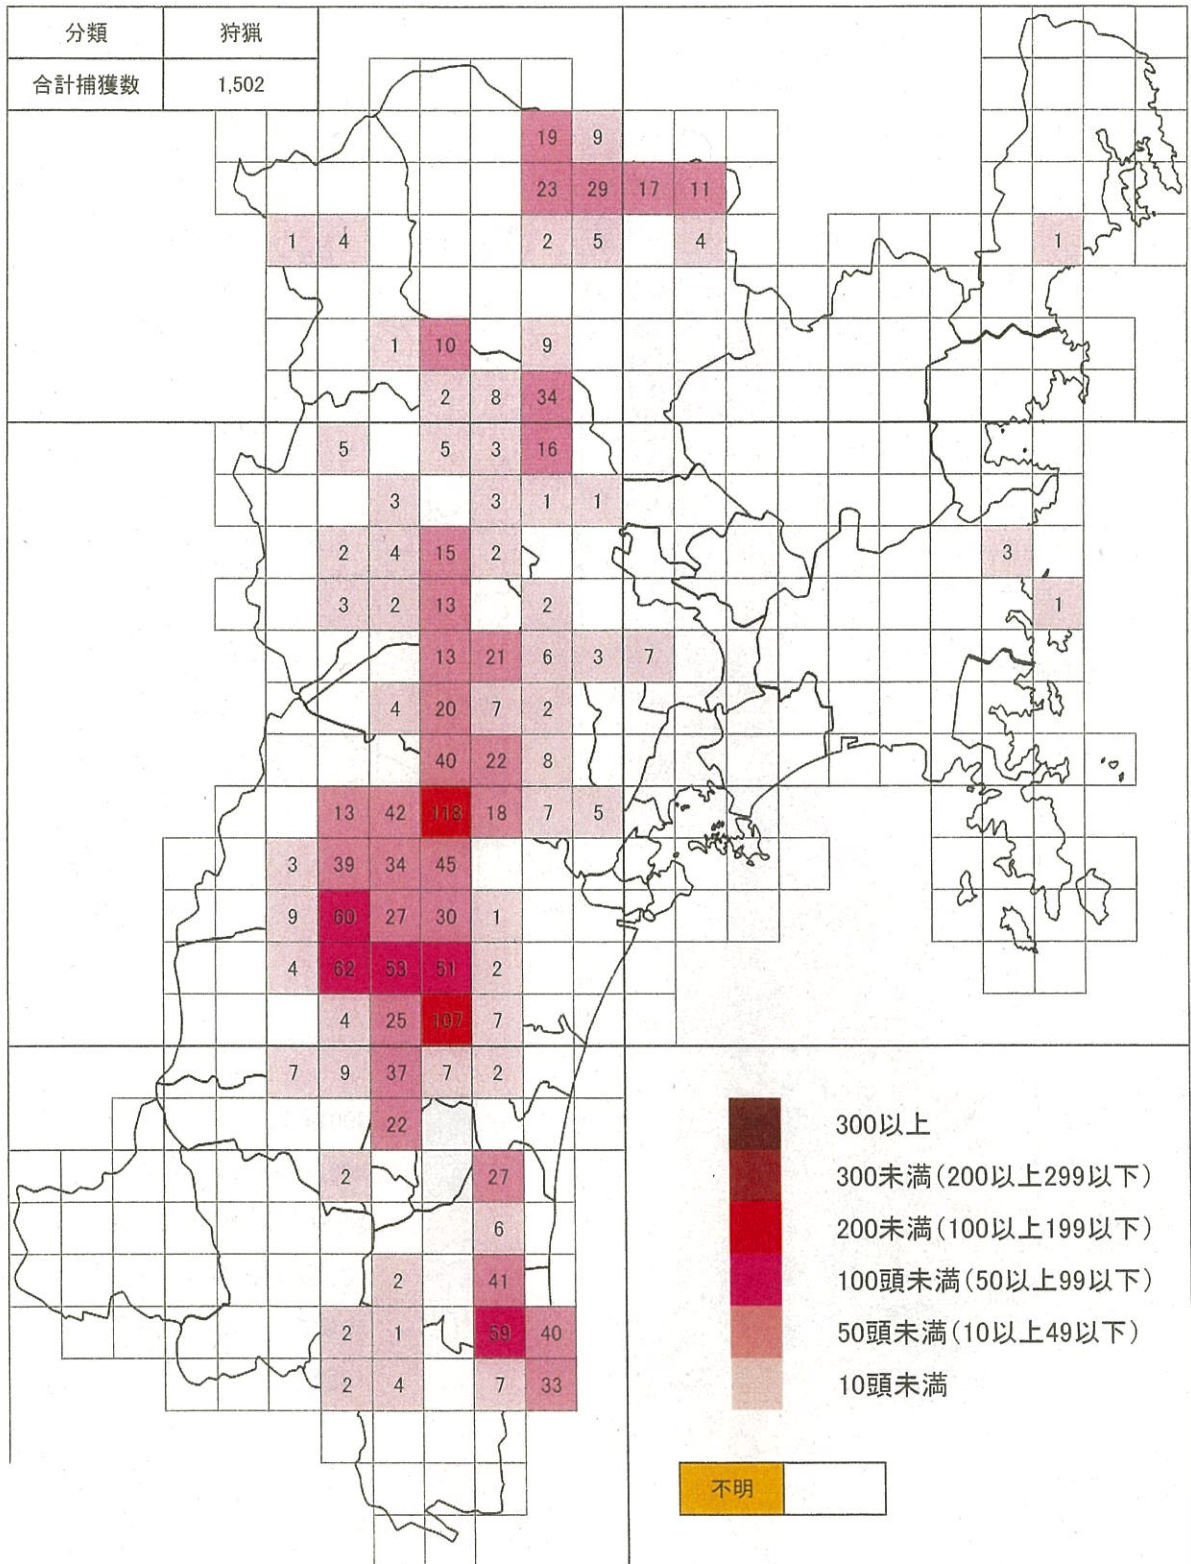 分類 狩猟
合計捕獲数 1,502
19 9
23 29 17 11
1 4 2 5 4 1
1 10 9
2 8 34
5 5 3 16
3 3 1 1
2 4 15 2 3
3 2 13 2 1
13 21 6 3 7
4 20 7 2
40 22 8
13 42 118 18 7 5
3 39 34 45
9 60 27 30 1
4 62 53 51 2
4 25 107 7
7 9 37 7 2
22
2 27
6
2 41
2 1 59 40
2 4 7 33
300以上
300未満(200以上299以下)
200未満(100以上199以下)
100頭未満(50以上99以下)
50頭未満(10以上49以下)
10頭未満
不明